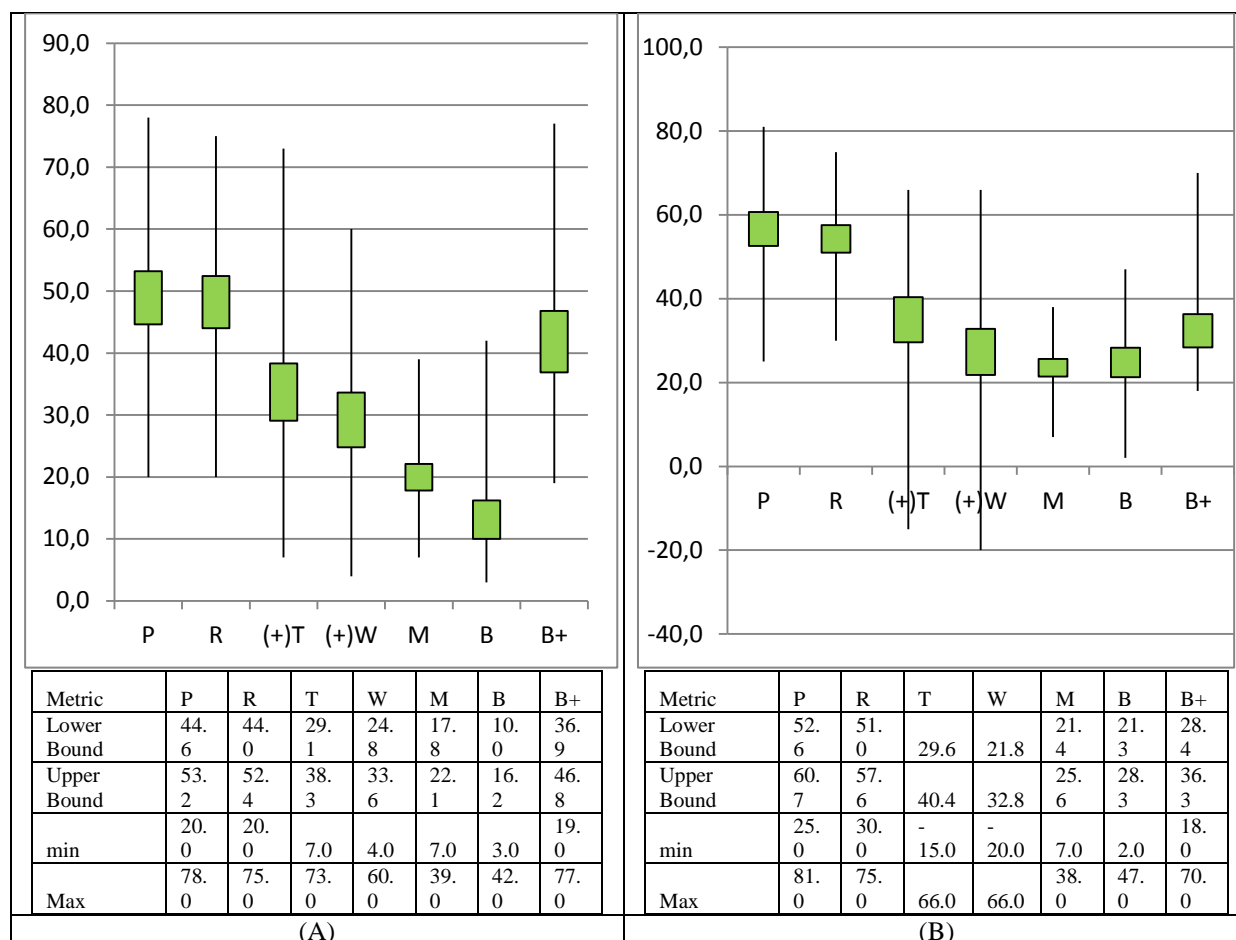 90,0
80,0
70,0
60,0
50,0
40,0
30,0
20,0
10,0
0,0
P R (+)T (+)W M B B+
Metric P R T W M B B+
Lower Bound 44.6 44.0 29.1 24.8 17.8 10.0 36.9
Upper Bound 53.2 52.4 38.3 33.6 22.1 16.2 46.8
min 20.0 20.0 7.0 4.0 7.0 3.0 19.0
Max 78.0 75.0 73.0 60.0 39.0 42.0 77.0
(A)
100,0
80,0
60,0
40,0
20,0
0,0
-20,0
-40,0
P R (+)T (+)W M B B+
Metric P R T W M B B+
Lower Bound 52.6 51.0 29.6 21.8 21.4 21.3 28.4
Upper Bound 60.7 57.6 40.4 32.8 25.6 28.3 36.3
min 25.0 30.0 -15.0 -20.0 7.0 2.0 18.0
Max 81.0 75.0 66.0 66.0 38.0 47.0 70.0
(B)